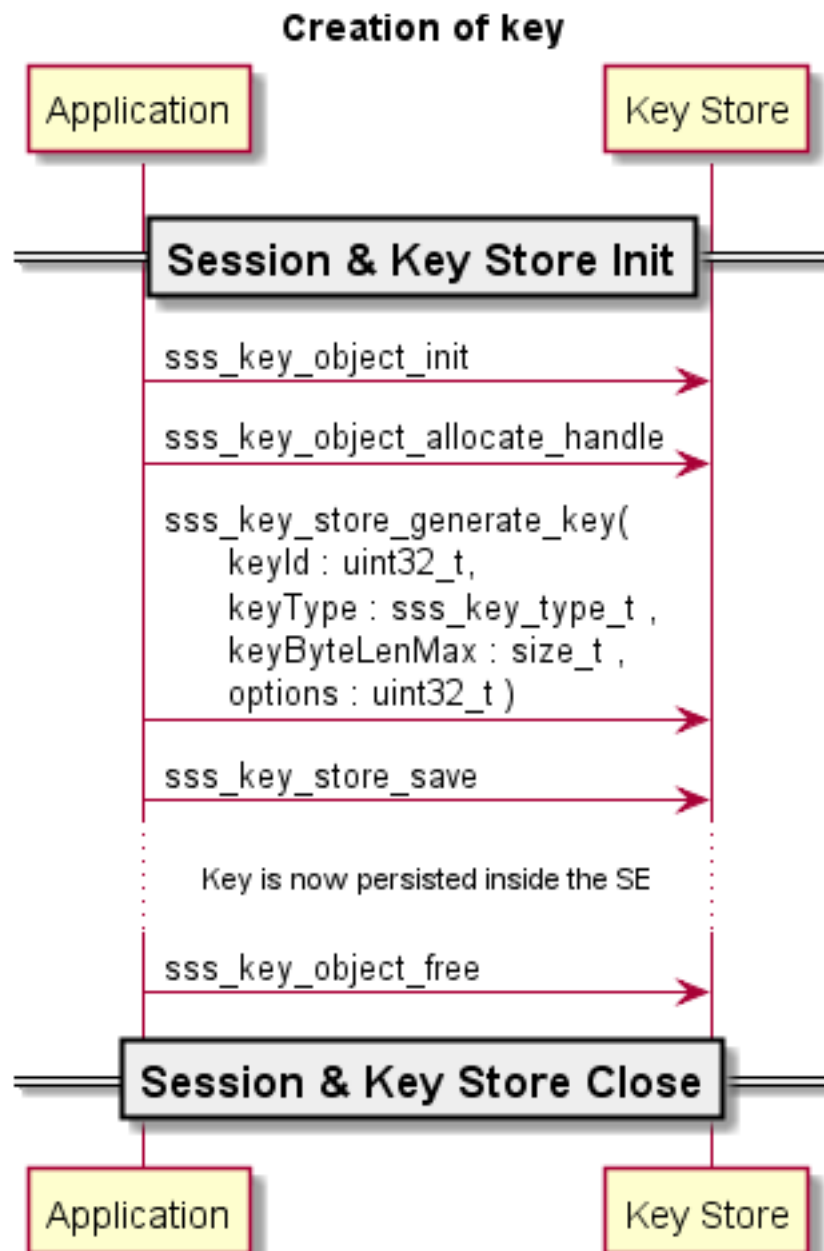 Creation of key
Application
Key Store
Session & Key Store Init
sss_key_object_init
sss_key_object_allocate_handle
sss_key_store_generate_key(
keyId : uint32_t,
keyType : sss_key_type_t ,
keyByteLenMax : size_t ,
options : uint32_t )
sss_key_store_save
Key is now persisted inside the SE
sss_key_object_free
Session & Key Store Close
Application
Key Store